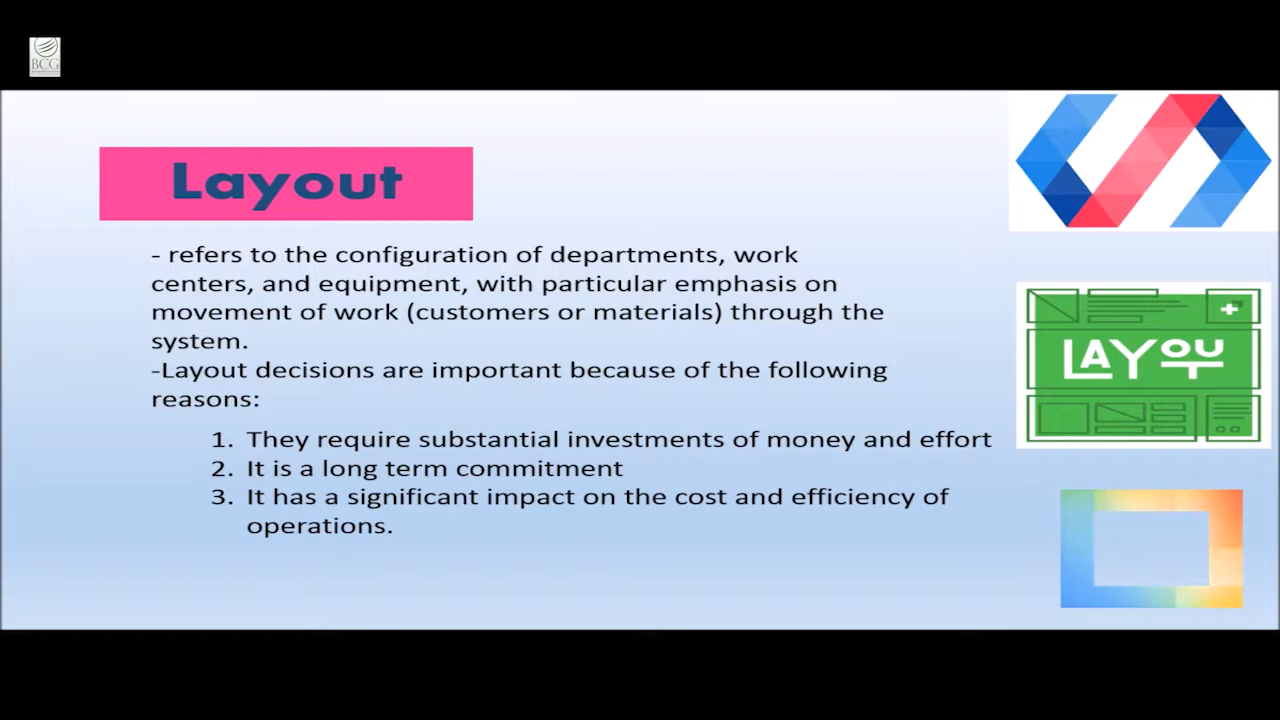 BCG
Layout
- refers to the configuration of departments, work
centers, and equipment, with particular emphasis on
movement of work (customers or materials) through the
system.
-Layout decisions are important because of the following
reasons:
1. They require substantial investments of money and effort
2. It is a long term commitment
3. It has a significant impact on the cost and efficiency of
operations.
LAYOUT